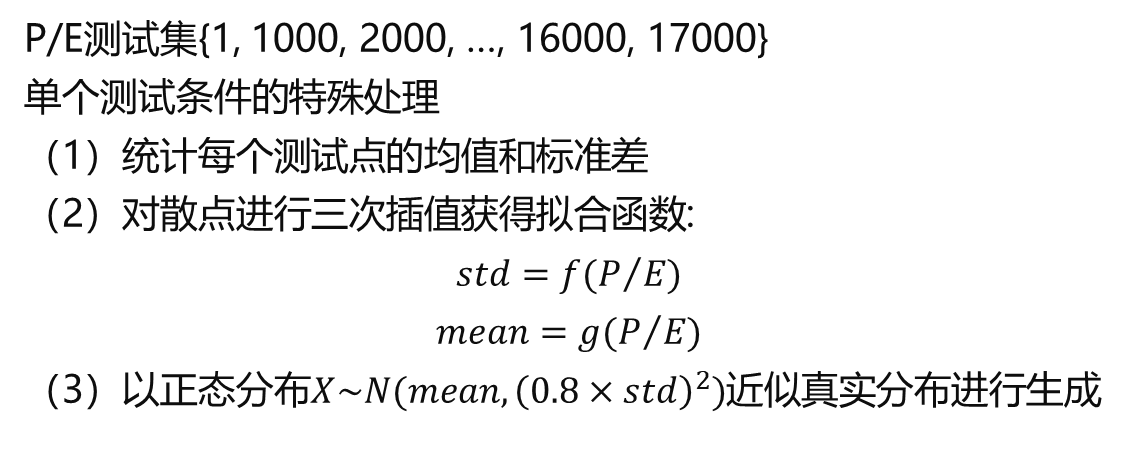 P/E测试集{1, 1000, 2000, ..., 16000, 17000}
单个测试条件的特殊处理
（1）统计每个测试点的均值和标准差
（2）对散点进行三次插值获得拟合函数:
std = f(P/E)
mean = g(P/E)
（3）以正态分布X~N(mean, (0.8 × std)²)近似真实分布进行生成